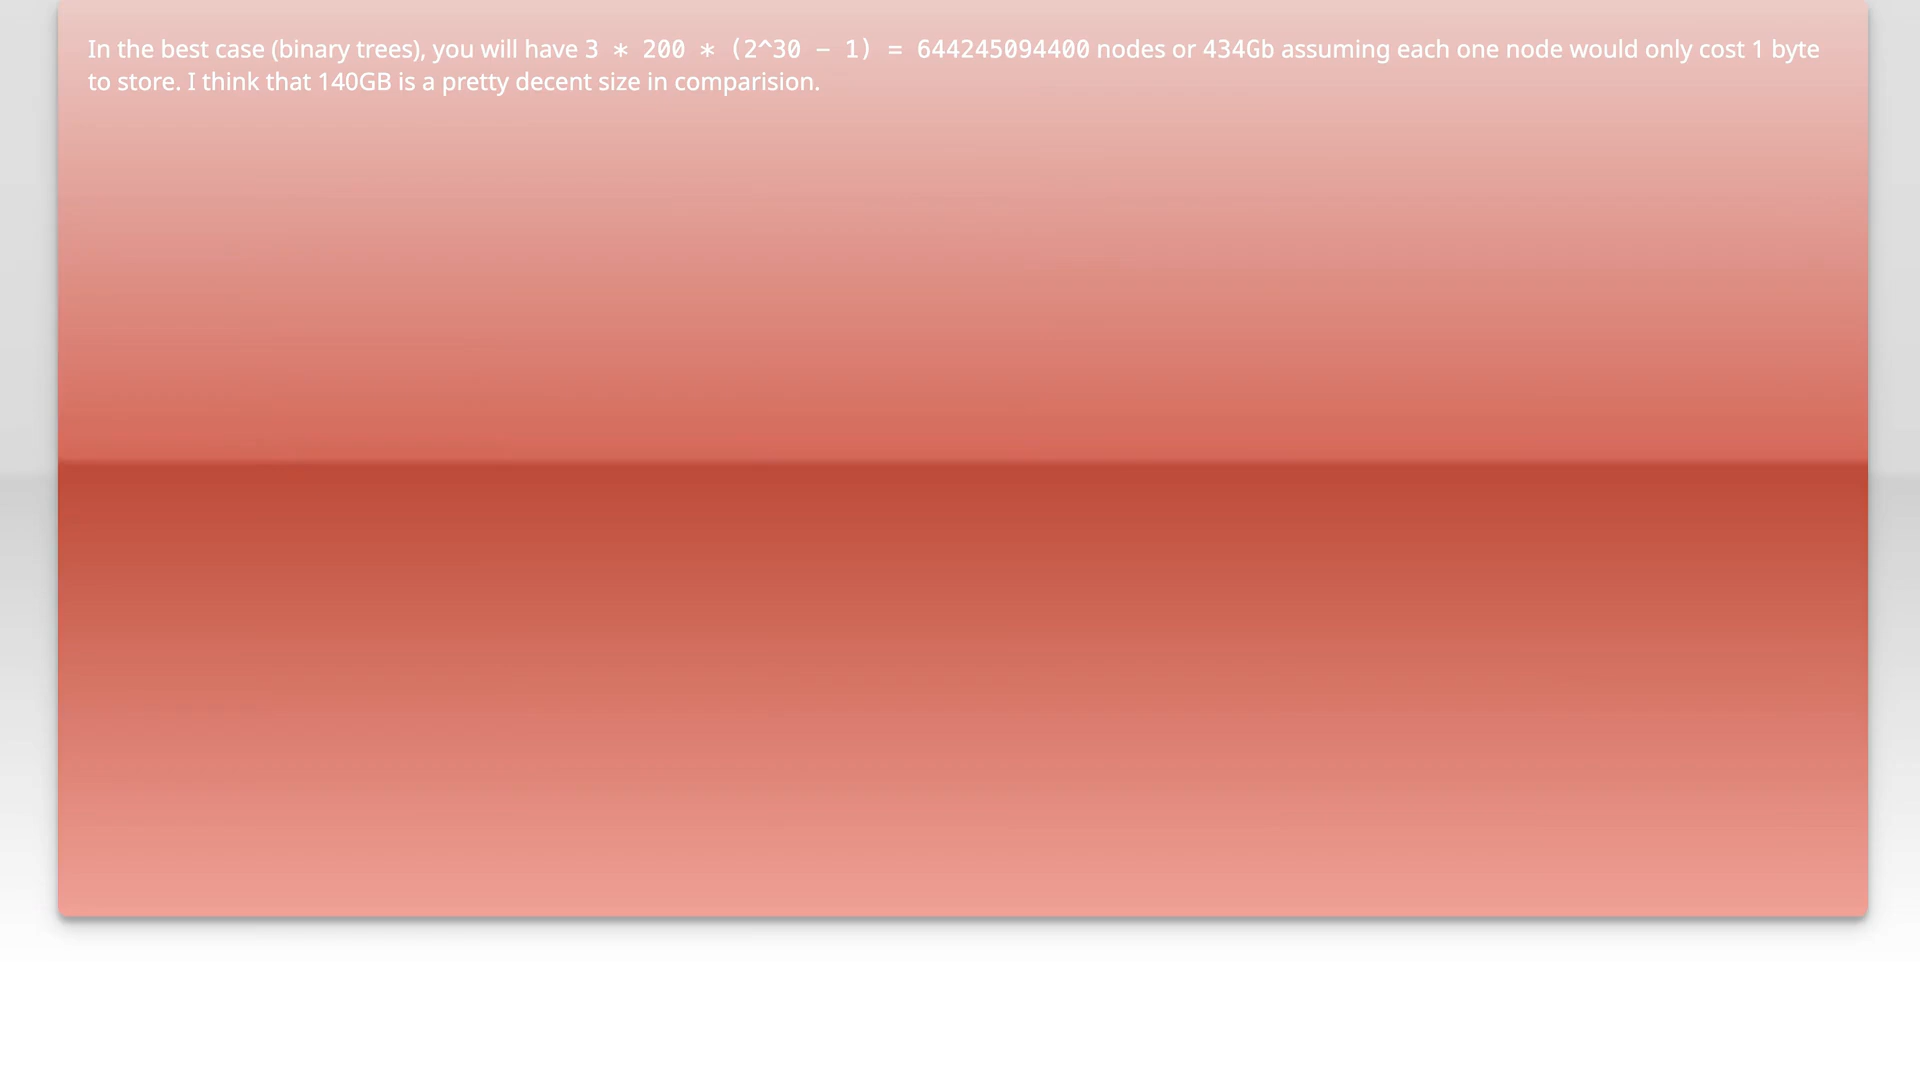 In the best case (binary trees), you will have 3 * 200 * (2^30 − 1) = 644245094400 nodes or 434Gb assuming each one node would only cost 1 byte
to store. I think that 140GB is a pretty decent size in comparision.